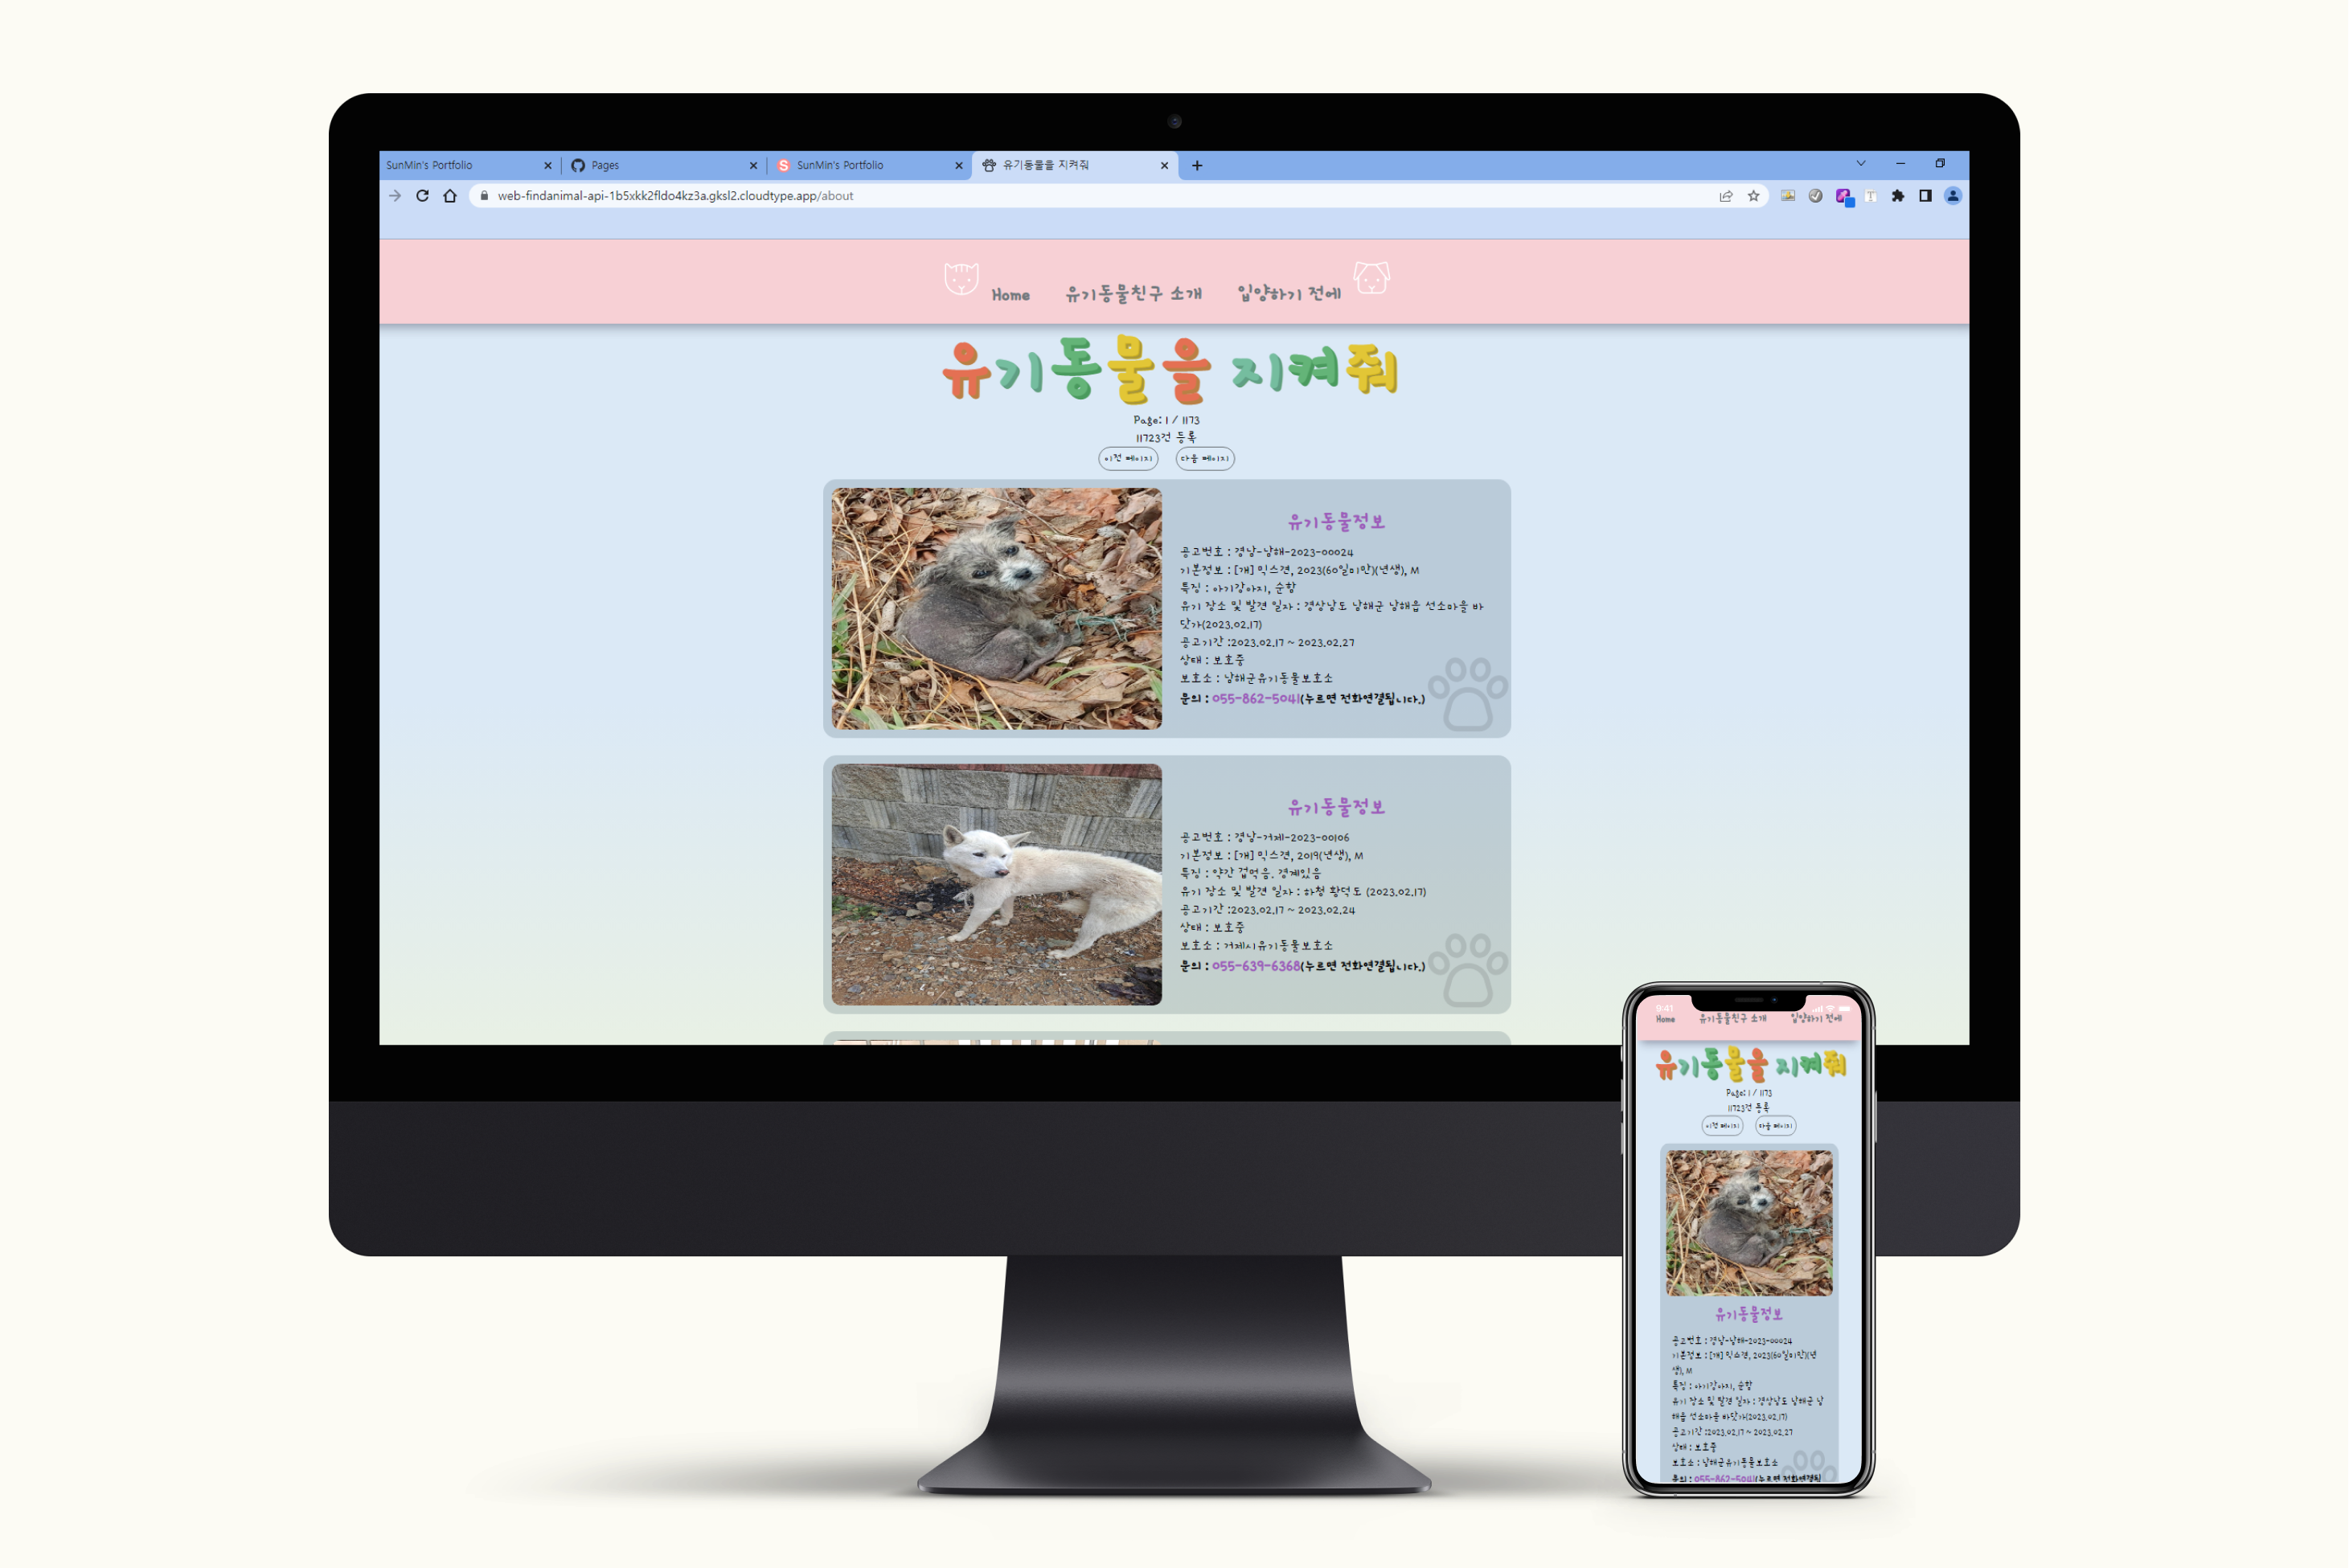 SunMin's Portfolio
Pages
SunMin's Portfolio
유기동물을 지켜줘
web-findanimal-api-1b5xkk2fldo4kz3a.gksl2.cloudtype.app/about
Home 유기동물친구 소개 입양하기 전에
유기동물을 지켜줘
Page: 1 / 1173
11723건 등록
이전 페이지 다음 페이지
유기동물정보
공고번호 : 경남-남해-2023-00024
기본정보 : [개] 믹스견, 2023(60일미만)(년생), M
특징 : 아기강아지, 순함
유기 장소 및 발견 일자 : 경상남도 남해군 남해읍 선소마을 바
닷가(2023.02.17)
공고기간 :2023.02.17 ~ 2023.02.27
상태 : 보호중
보호소 : 남해군유기동물보호소
문의 : 055-862-5041(누르면 전화연결됩니다.)
유기동물정보
공고번호 : 경남-거제-2023-00106
기본정보 : [개] 믹스견, 2019(년생), M
특징 : 약간 겁먹음. 경계있음
유기 장소 및 발견 일자 : 하청 황덕도 (2023.02.17)
공고기간 :2023.02.17 ~ 2023.02.24
상태 : 보호중
보호소 : 거제시유기동물보호소
문의 : 055-639-6368(누르면 전화연결됩니다.)
9:41
Home 유기동물친구 소개 입양하기 전에
유기동물을 지켜줘
Page: 1 / 1173
11723건 등록
이전 페이지 다음 페이지
유기동물정보
공고번호 : 경남-남해-2023-00024
기본정보 : [개] 믹스견, 2023(60일미만)(년
생), M
특징 : 아기강아지, 순함
유기 장소 및 발견 일자 : 경상남도 남해군 남
해읍 선소마을 바닷가(2023.02.17)
공고기간 :2023.02.17 ~ 2023.02.27
상태 : 보호중
보호소 : 남해군유기동물보호소
문의 : 055-862-5041(누르면 전화연결됩